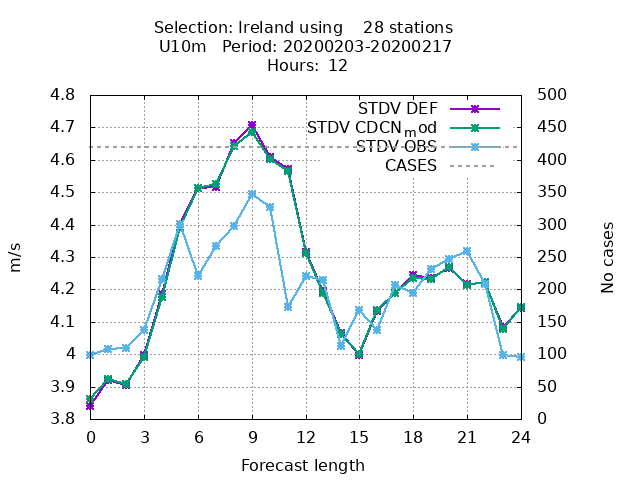 Selection: Ireland using    28 stations
U10m   Period: 20200203-20200217
Hours: 12
4.8
4.7
4.6
4.5
4.4
4.3
4.2
4.1
4
3.9
3.8
500
450
400
350
300
250
200
150
100
50
0
STDV DEF
STDV CDCNmod
STDV OBS
CASES
m/s
No cases
0 3 6 9 12 15 18 21 24
Forecast length